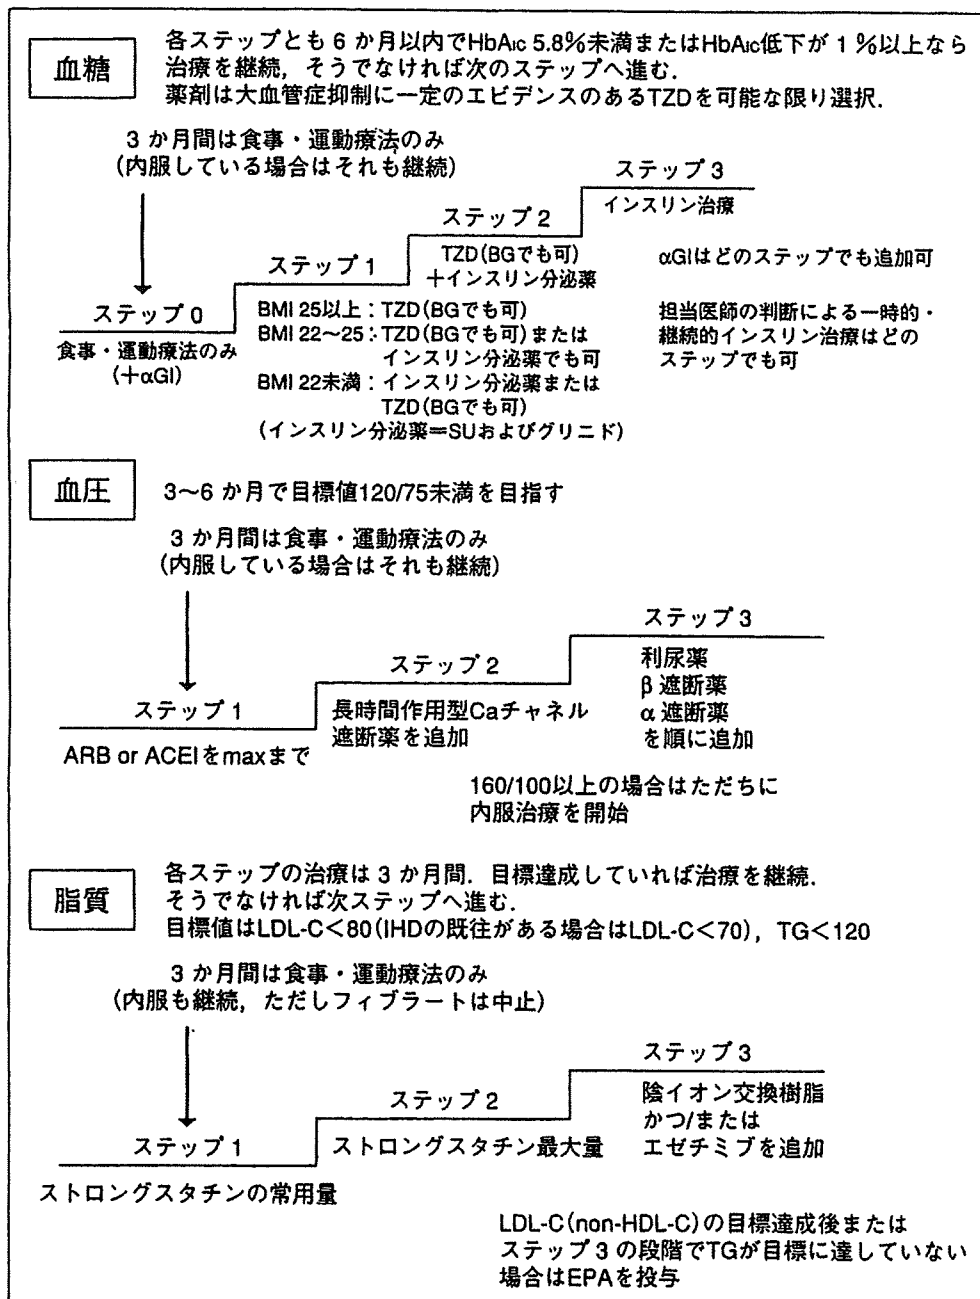 血糖
各ステップとも 6 か月以内でHbA1c 5.8%未満またはHbA1c低下が 1 %以上なら
治療を継続，そうでなければ次のステップへ進む．
薬剤は大血管症抑制に一定のエビデンスのあるTZDを可能な限り選択．
3 か月間は食事・運動療法のみ
(内服している場合はそれも継続)
ステップ 0
食事・運動療法のみ
(＋αGI)
ステップ 1
BMI 25以上：TZD(BGでも可)
BMI 22～25：TZD(BGでも可)または
インスリン分泌薬でも可
BMI 22未満：インスリン分泌薬または
TZD(BGでも可)
(インスリン分泌薬＝SUおよびグリニド)
ステップ 2
TZD(BGでも可)
＋インスリン分泌薬
ステップ 3
インスリン治療
αGIはどのステップでも追加可
担当医師の判断による一時的・
継続的インスリン治療はどの
ステップでも可
血圧
3～6 か月で目標値120/75未満を目指す
3 か月間は食事・運動療法のみ
(内服している場合はそれも継続)
ステップ 1
ARB or ACEIをmaxまで
ステップ 2
長時間作用型Caチャネル
遮断薬を追加
ステップ 3
利尿薬
β 遮断薬
α 遮断薬
を順に追加
160/100以上の場合はただちに
内服治療を開始
脂質
各ステップの治療は 3 か月間．目標達成していれば治療を継続．
そうでなければ次ステップへ進む．
目標値はLDL-C<80(IHDの既往がある場合はLDL-C<70)，TG<120
3 か月間は食事・運動療法のみ
(内服も継続，ただしフィブラートは中止)
ステップ 1
ストロングスタチンの常用量
ステップ 2
ストロングスタチン最大量
ステップ 3
陰イオン交換樹脂
かつ/または
エゼチミブを追加
LDL-C(non-HDL-C)の目標達成後または
ステップ 3 の段階でTGが目標に達していない
場合はEPAを投与